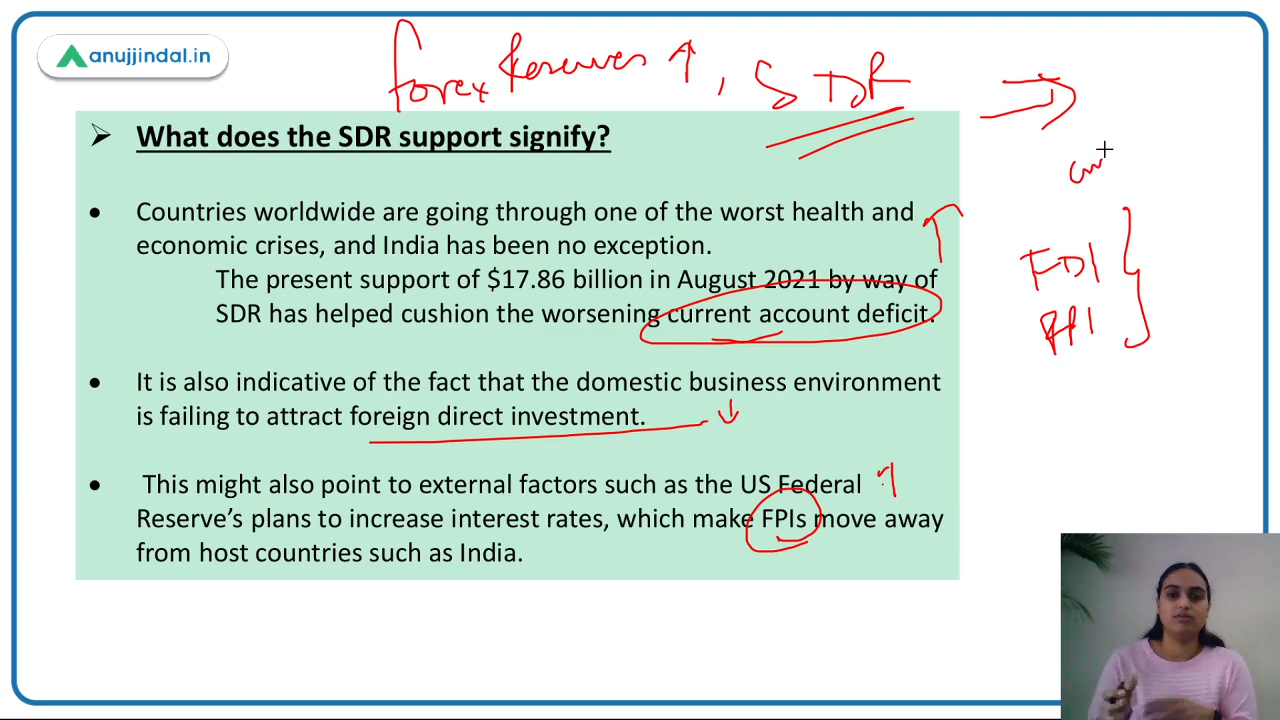 anujjindal.in
forex Reserves ↑, SDR ⇒
➤ What does the SDR support signify?
• Countries worldwide are going through one of the worst health and
economic crises, and India has been no exception.
The present support of $17.86 billion in August 2021 by way of
SDR has helped cushion the worsening current account deficit.
FDI
FPI
• It is also indicative of the fact that the domestic business environment
is failing to attract foreign direct investment. ↓
• This might also point to external factors such as the US Federal
Reserve’s plans to increase interest rates, which make FPIs move away
from host countries such as India.